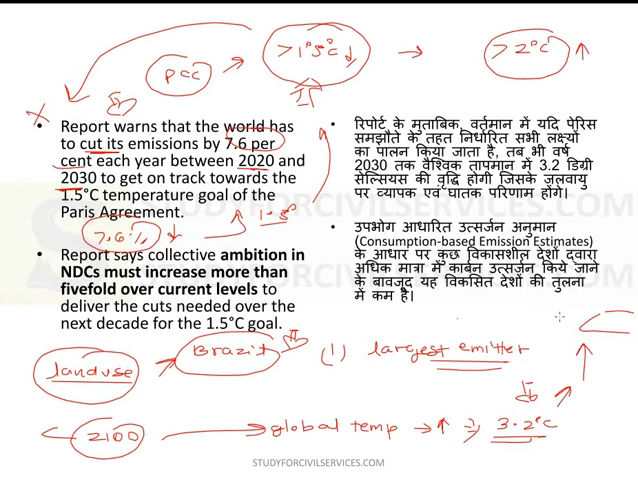 PCC → > 1°5°C ↓ → > 2°C ↑
• Report warns that the world has
to cut its emissions by 7.6 per
cent each year between 2020 and
2030 to get on track towards the
1.5°C temperature goal of the
Paris Agreement.
7.6% ↓ 1.5°
• Report says collective ambition in
NDCs must increase more than
fivefold over current levels to
deliver the cuts needed over the
next decade for the 1.5°C goal.
• रिपोर्ट के मुताबिक, वर्तमान में यदि पेरिस
समझौते के तहत निर्धारित सभी लक्ष्यों
का पालन किया जाता है, तब भी वर्ष
2030 तक वैश्विक तापमान में 3.2 डिग्री
सेल्सियस की वृद्धि होगी जिसके जलवायु
पर व्यापक एवं घातक परिणाम होंगे।
• उपभोग आधारित उत्सर्जन अनुमान
(Consumption-based Emission Estimates)
के आधार पर कुछ विकासशील देशों द्वारा
अधिक मात्रा में कार्बन उत्सर्जन किये जाने
के बावजूद यह विकसित देशों की तुलना
में कम है।
landuse → Brazil (1) largest emitter
2100 → global temp → ↑ ⇒ 3.2°C
STUDYFORCIVILSERVICES.COM